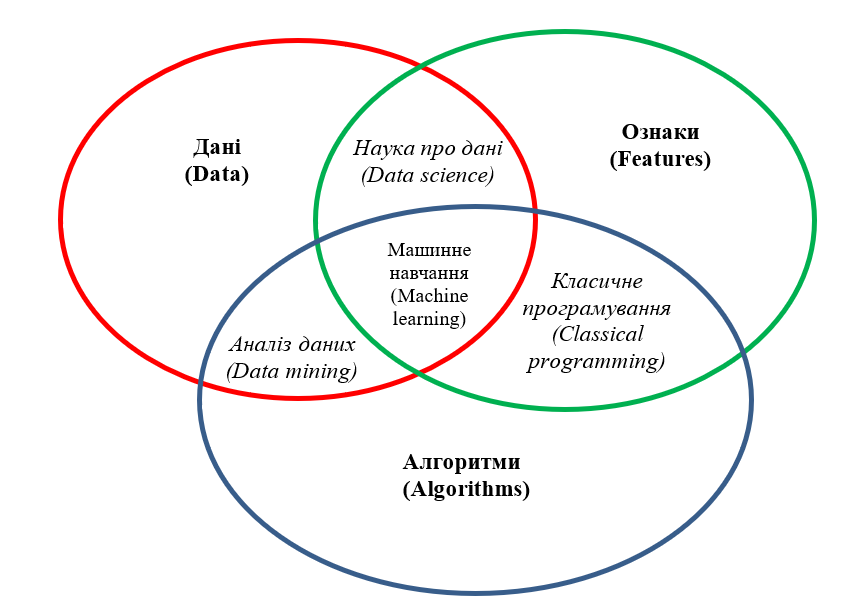 Дані
(Data)
Наука про дані
(Data science)
Ознаки
(Features)
Машинне
навчання
(Machine
learning)
Класичне
програмування
(Classical
programming)
Аналіз даних
(Data mining)
Алгоритми
(Algorithms)